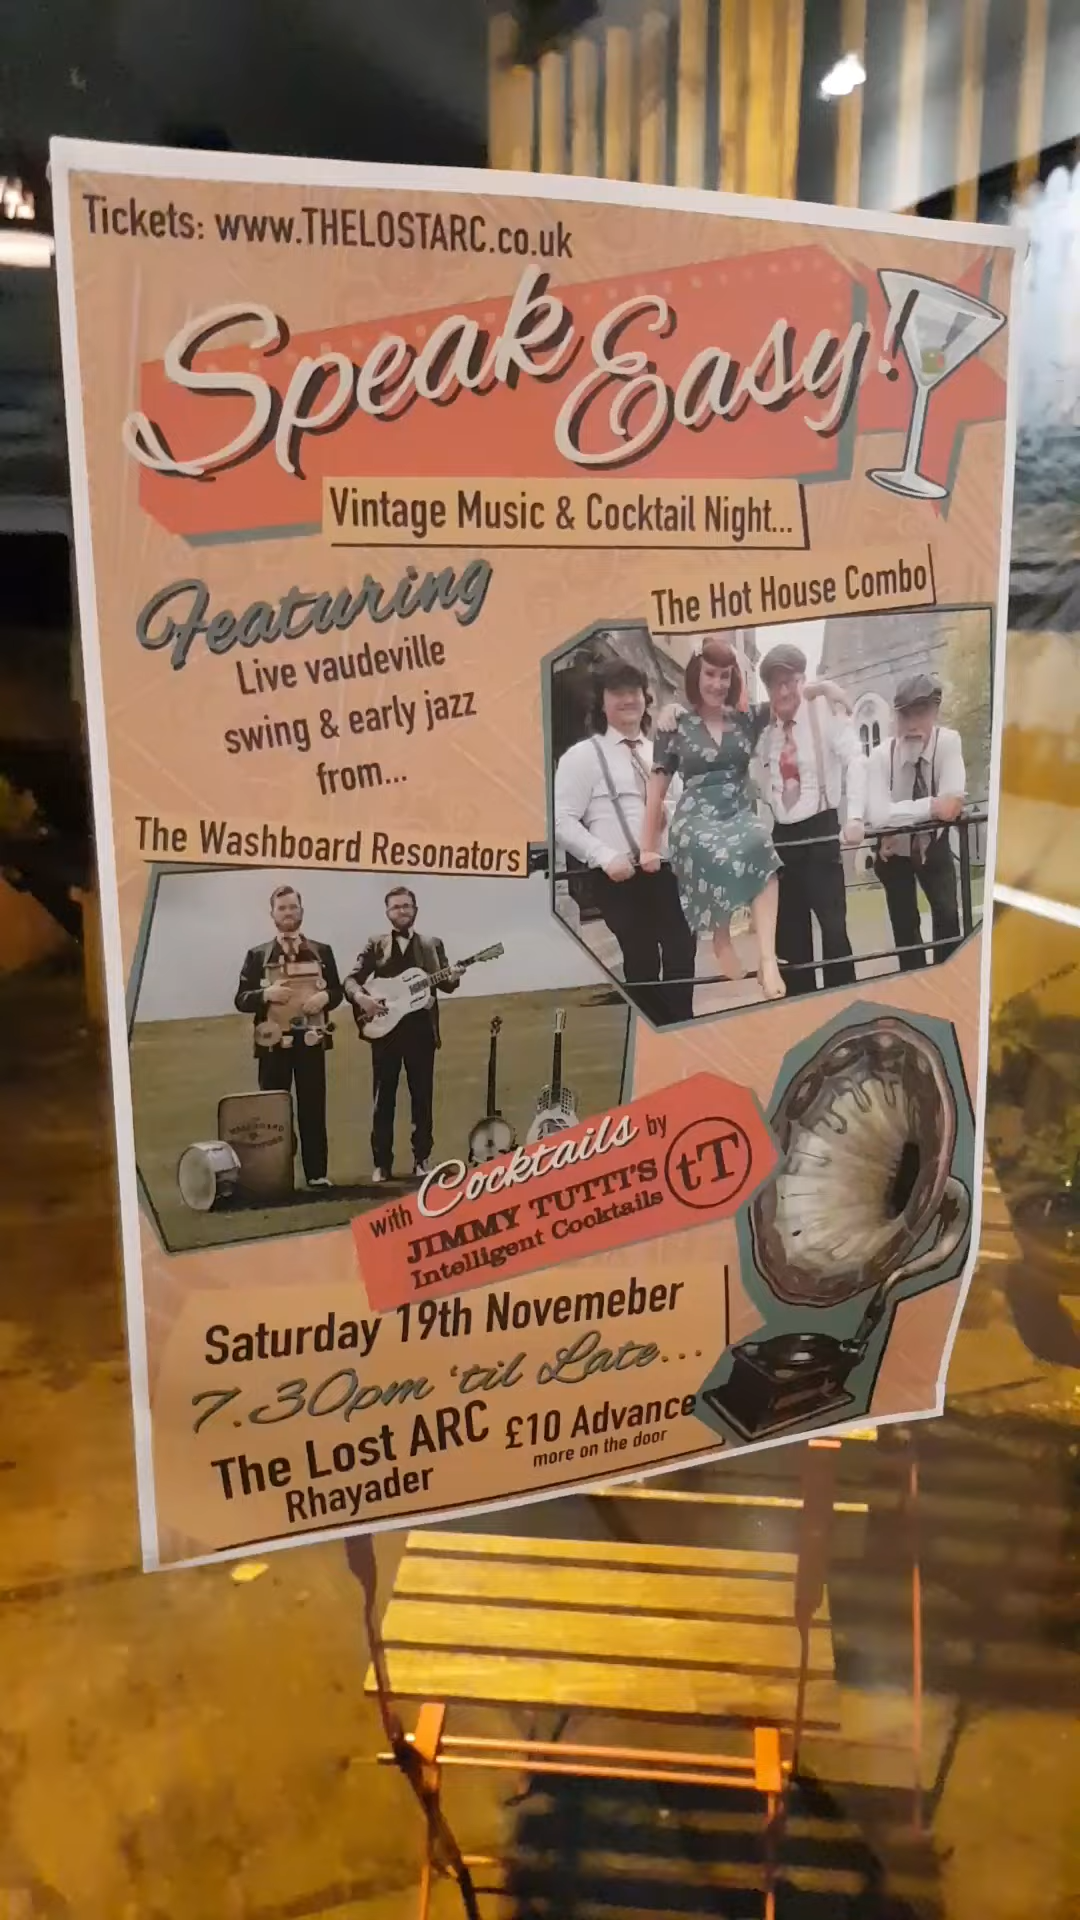 Tickets: www.THELOSTARC.co.uk
Speak Easy!
Vintage Music & Cocktail Night...
Featuring
Live vaudeville
swing & early jazz
from...
The Hot House Combo
The Washboard Resonators
with Cocktails by
JIMMY TUTTI'S
Intelligent Cocktails
tT
Saturday 19th Novemeber
7.30pm 'til Late...
The Lost ARC
Rhayader
£10 Advance
more on the door